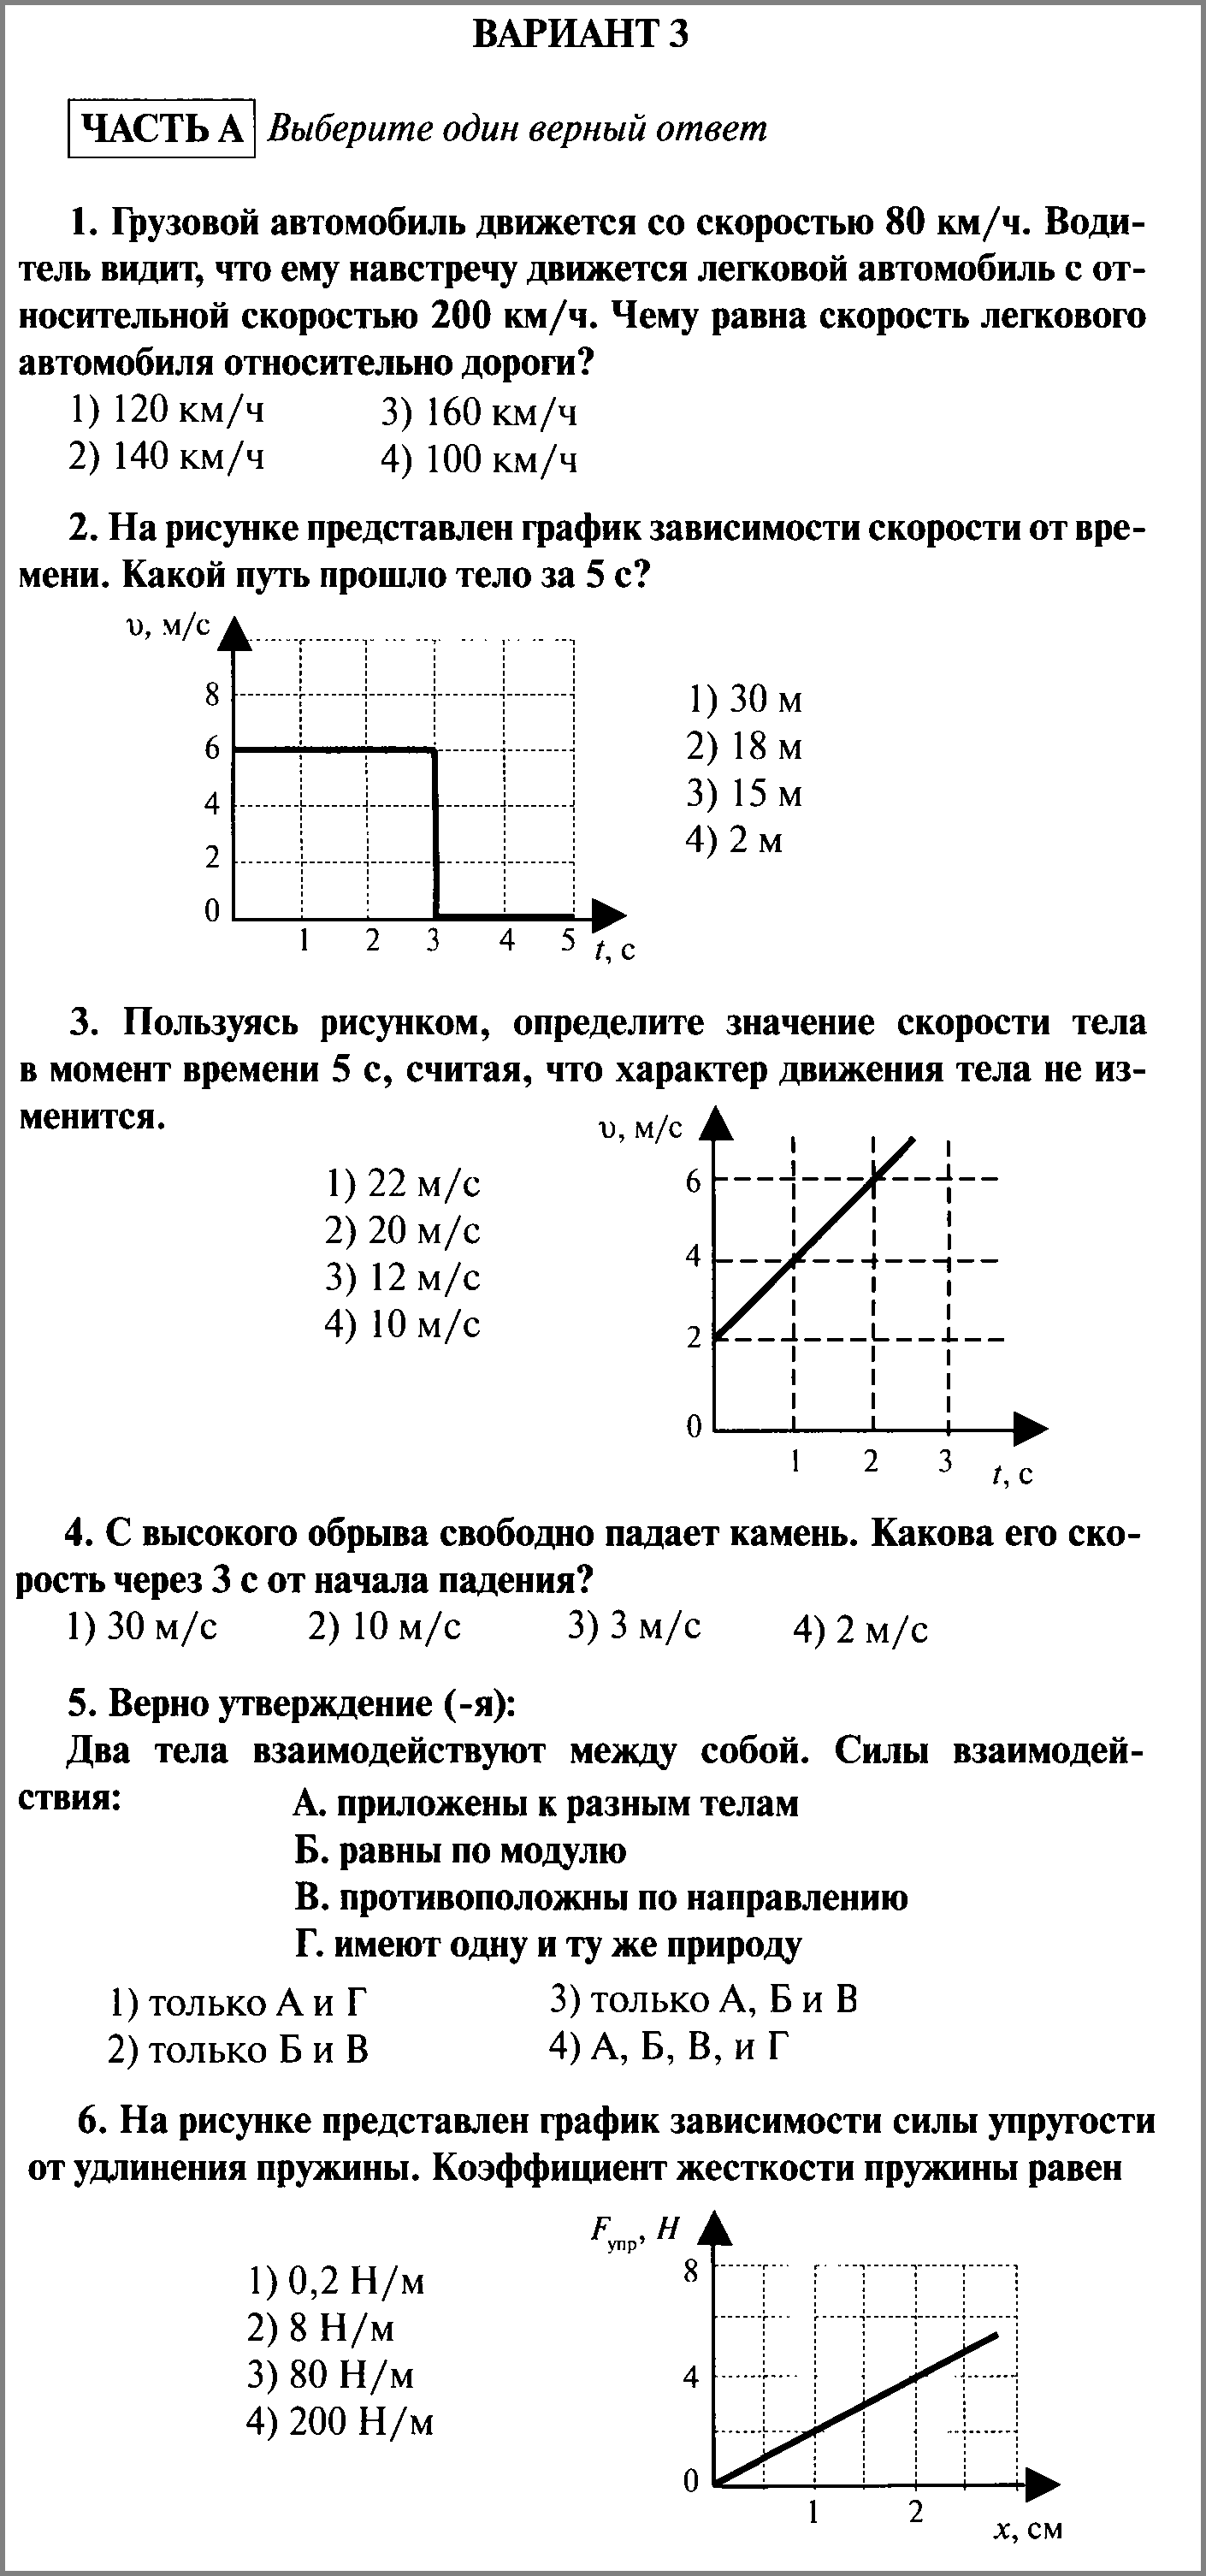 ВАРИАНТ 3
ЧАСТЬ А Выберите один верный ответ
1. Грузовой автомобиль движется со скоростью 80 км/ч. Води-
тель видит, что ему навстречу движется легковой автомобиль с от-
носительной скоростью 200 км/ч. Чему равна скорость легкового
автомобиля относительно дороги?
1) 120 км/ч 3) 160 км/ч
2) 140 км/ч 4) 100 км/ч
2. На рисунке представлен график зависимости скорости от вре-
мени. Какой путь прошло тело за 5 с?
υ, м/с
8
6
4
2
0
1 2 3 4 5 t, с
1) 30 м
2) 18 м
3) 15 м
4) 2 м
3. Пользуясь рисунком, определите значение скорости тела
в момент времени 5 с, считая, что характер движения тела не из-
менится.
1) 22 м/с
2) 20 м/с
3) 12 м/с
4) 10 м/с
υ, м/с
6
4
2
0
1 2 3 t, с
4. С высокого обрыва свободно падает камень. Какова его ско-
рость через 3 с от начала падения?
1) 30 м/с 2) 10 м/с 3) 3 м/с 4) 2 м/с
5. Верно утверждение (-я):
Два тела взаимодействуют между собой. Силы взаимодей-
ствия:
А. приложены к разным телам
Б. равны по модулю
В. противоположны по направлению
Г. имеют одну и ту же природу
1) только А и Г 3) только А, Б и В
2) только Б и В 4) А, Б, В, и Г
6. На рисунке представлен график зависимости силы упругости
от удлинения пружины. Коэффициент жесткости пружины равен
1) 0,2 Н/м
2) 8 Н/м
3) 80 Н/м
4) 200 Н/м
Fупр, Н
8
4
0
1 2 x, см